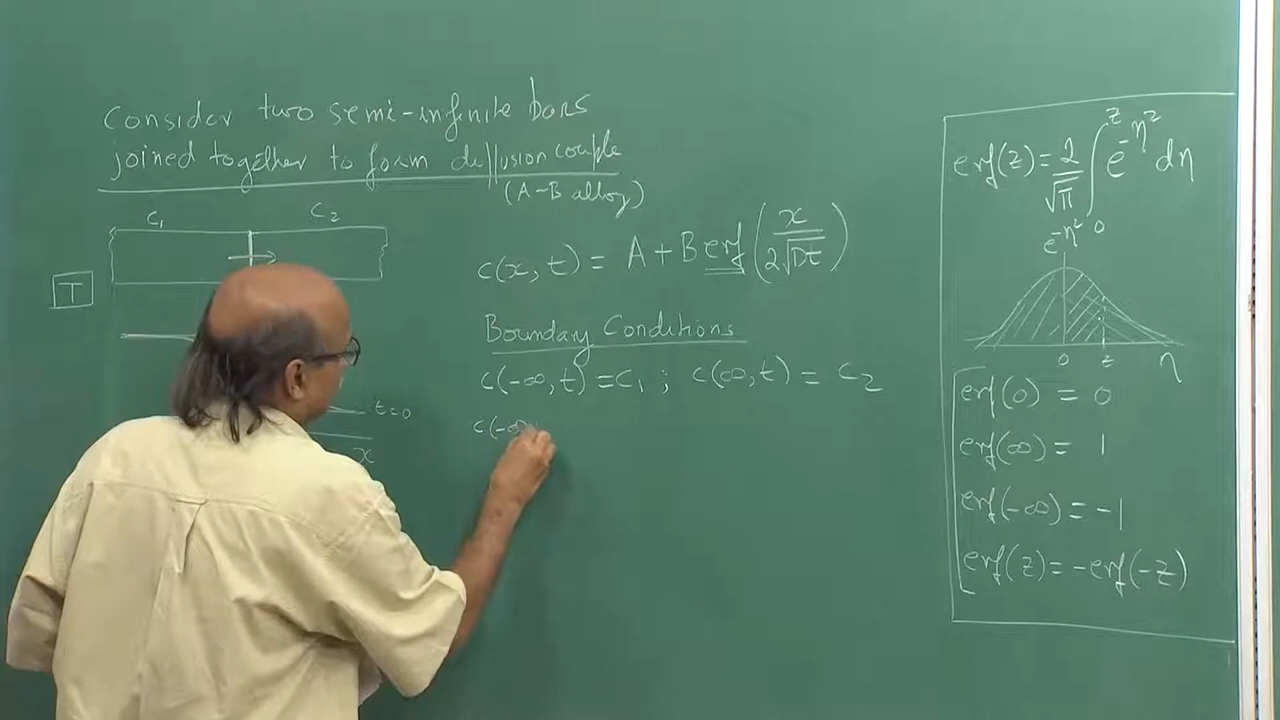 Consider two semi-infinite bars
joined together to form diffusion couple
(A-B alloy)
C₁ C₂
T
t=0
x
c(x, t) = A + B erf(x / 2√Dt)
Boundary Conditions
c(-∞, t) = C₁ ; c(∞, t) = C₂
c(-∞
erf(z) = 2/√π ∫₀^z e^{-η²} dη
e^{-η²}
0 z η
erf(0) = 0
erf(∞) = 1
erf(-∞) = -1
erf(z) = -erf(-z)